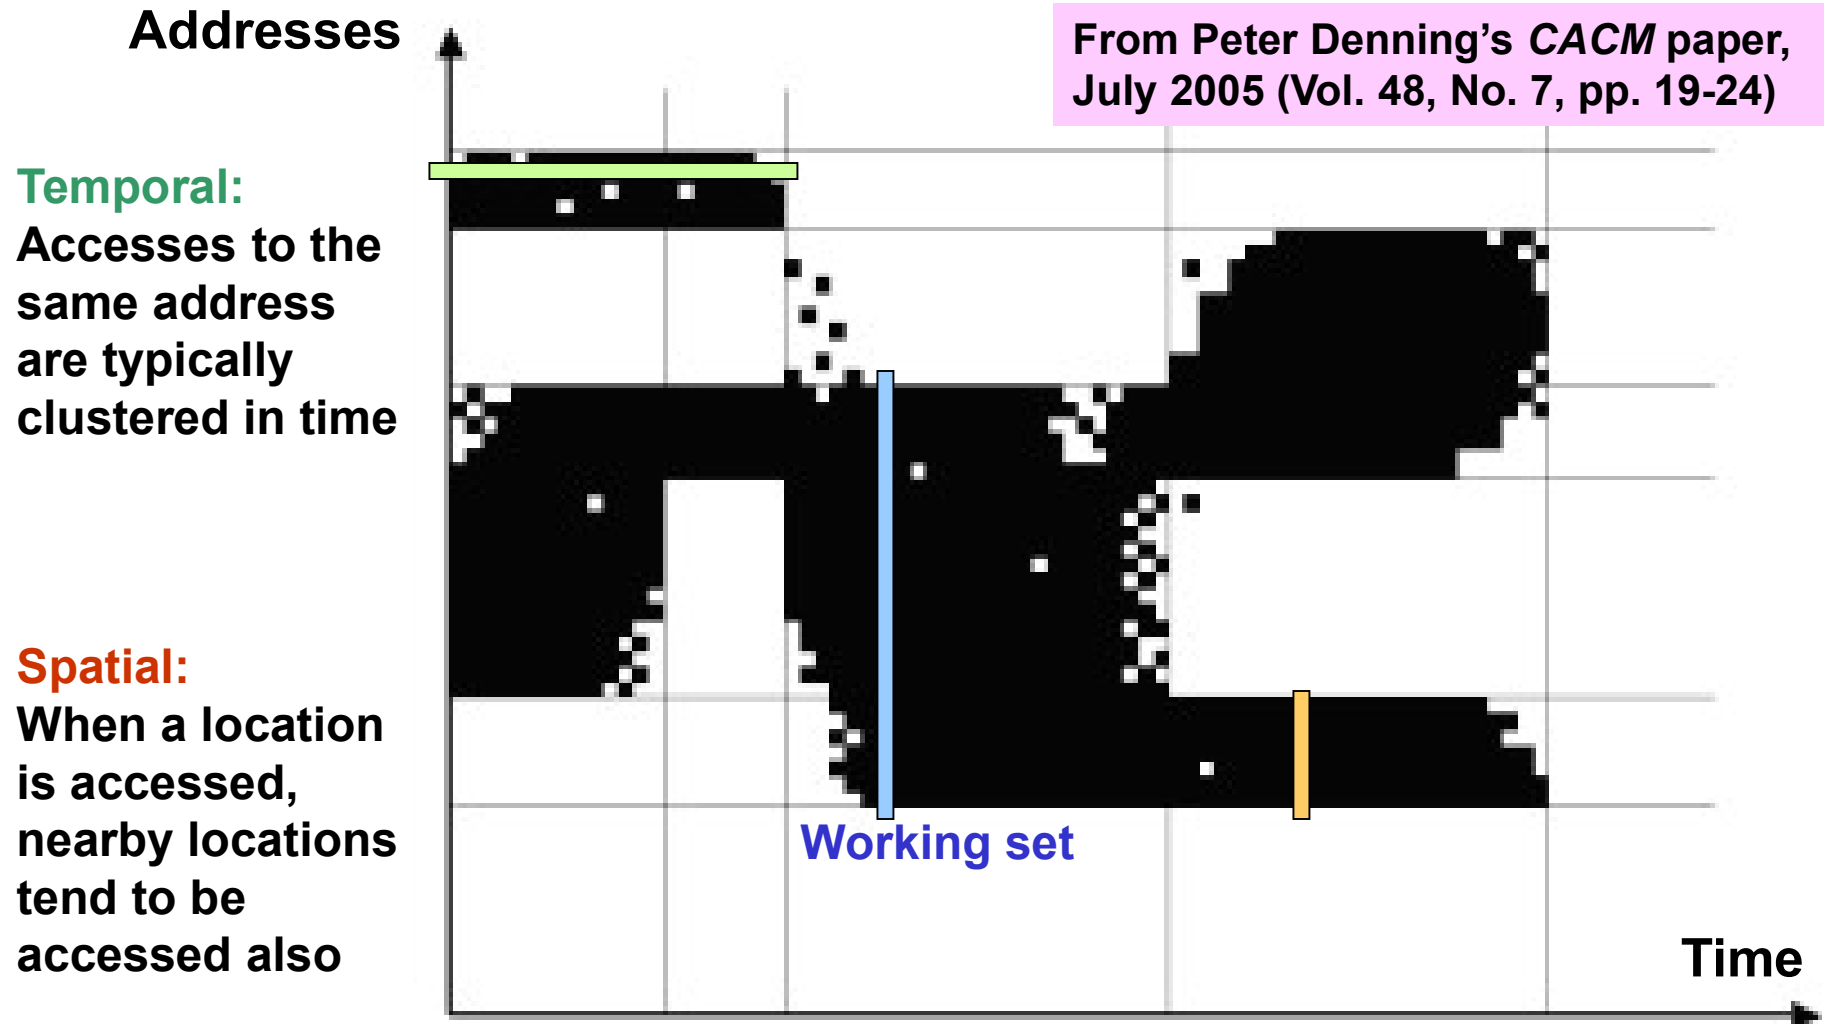 Addresses
From Peter Denning’s CACM paper,
July 2005 (Vol. 48, No. 7, pp. 19-24)
Temporal:
Accesses to the
same address
are typically
clustered in time
Spatial:
When a location
is accessed,
nearby locations
tend to be
accessed also
Working set
Time